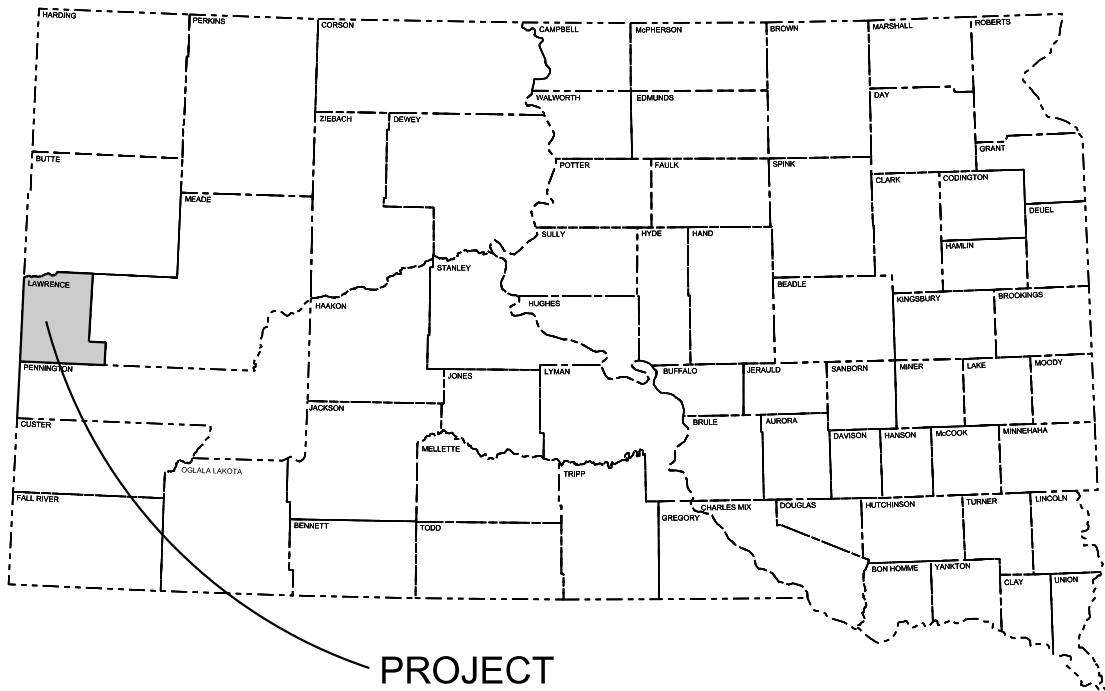 HARDING
PERKINS
CORSON
CAMPBELL
McPHERSON
BROWN
MARSHALL
ROBERTS
WALWORTH
EDMUNDS
DAY
ZIEBACH
DEWEY
GRANT
BUTTE
POTTER
FAULK
SPINK
CLARK
CODINGTON
MEADE
DEUEL
SULLY
HYDE
HAND
HAMLIN
STANLEY
LAWRENCE
BEADLE
HAAKON
HUGHES
KINGSBURY
BROOKINGS
PENNINGTON
JONES
LYMAN
BUFFALO
JERAULD
SANBORN
MINER
LAKE
MOODY
JACKSON
CUSTER
BRULE
AURORA
DAVISON
HANSON
McCOOK
MINNEHAHA
MELLETTE
OGLALA LAKOTA
TRIPP
FALL RIVER
CHARLES MIX
DOUGLAS
HUTCHINSON
TURNER
LINCOLN
GREGORY
BENNETT
TODD
BON HOMME
YANKTON
CLAY
UNION
PROJECT